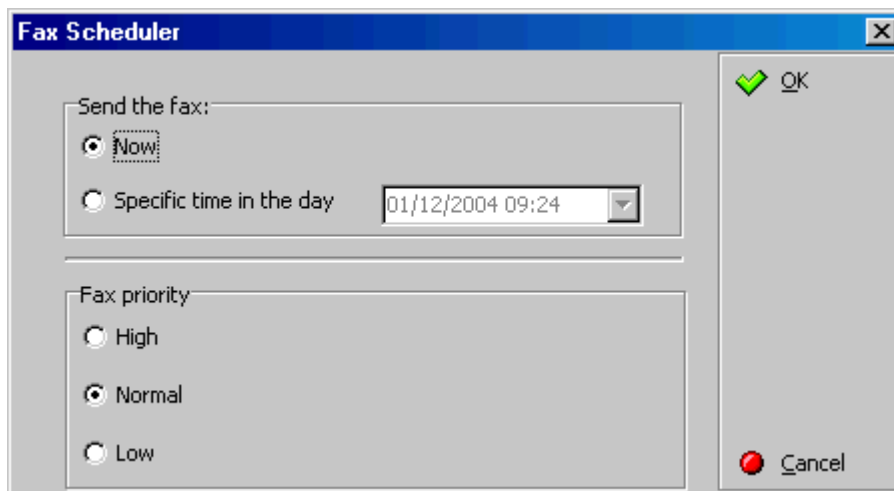 Fax Scheduler
OK
Send the fax:
Now
Specific time in the day 01/12/2004 09:24
Fax priority
High
Normal
Low
Cancel